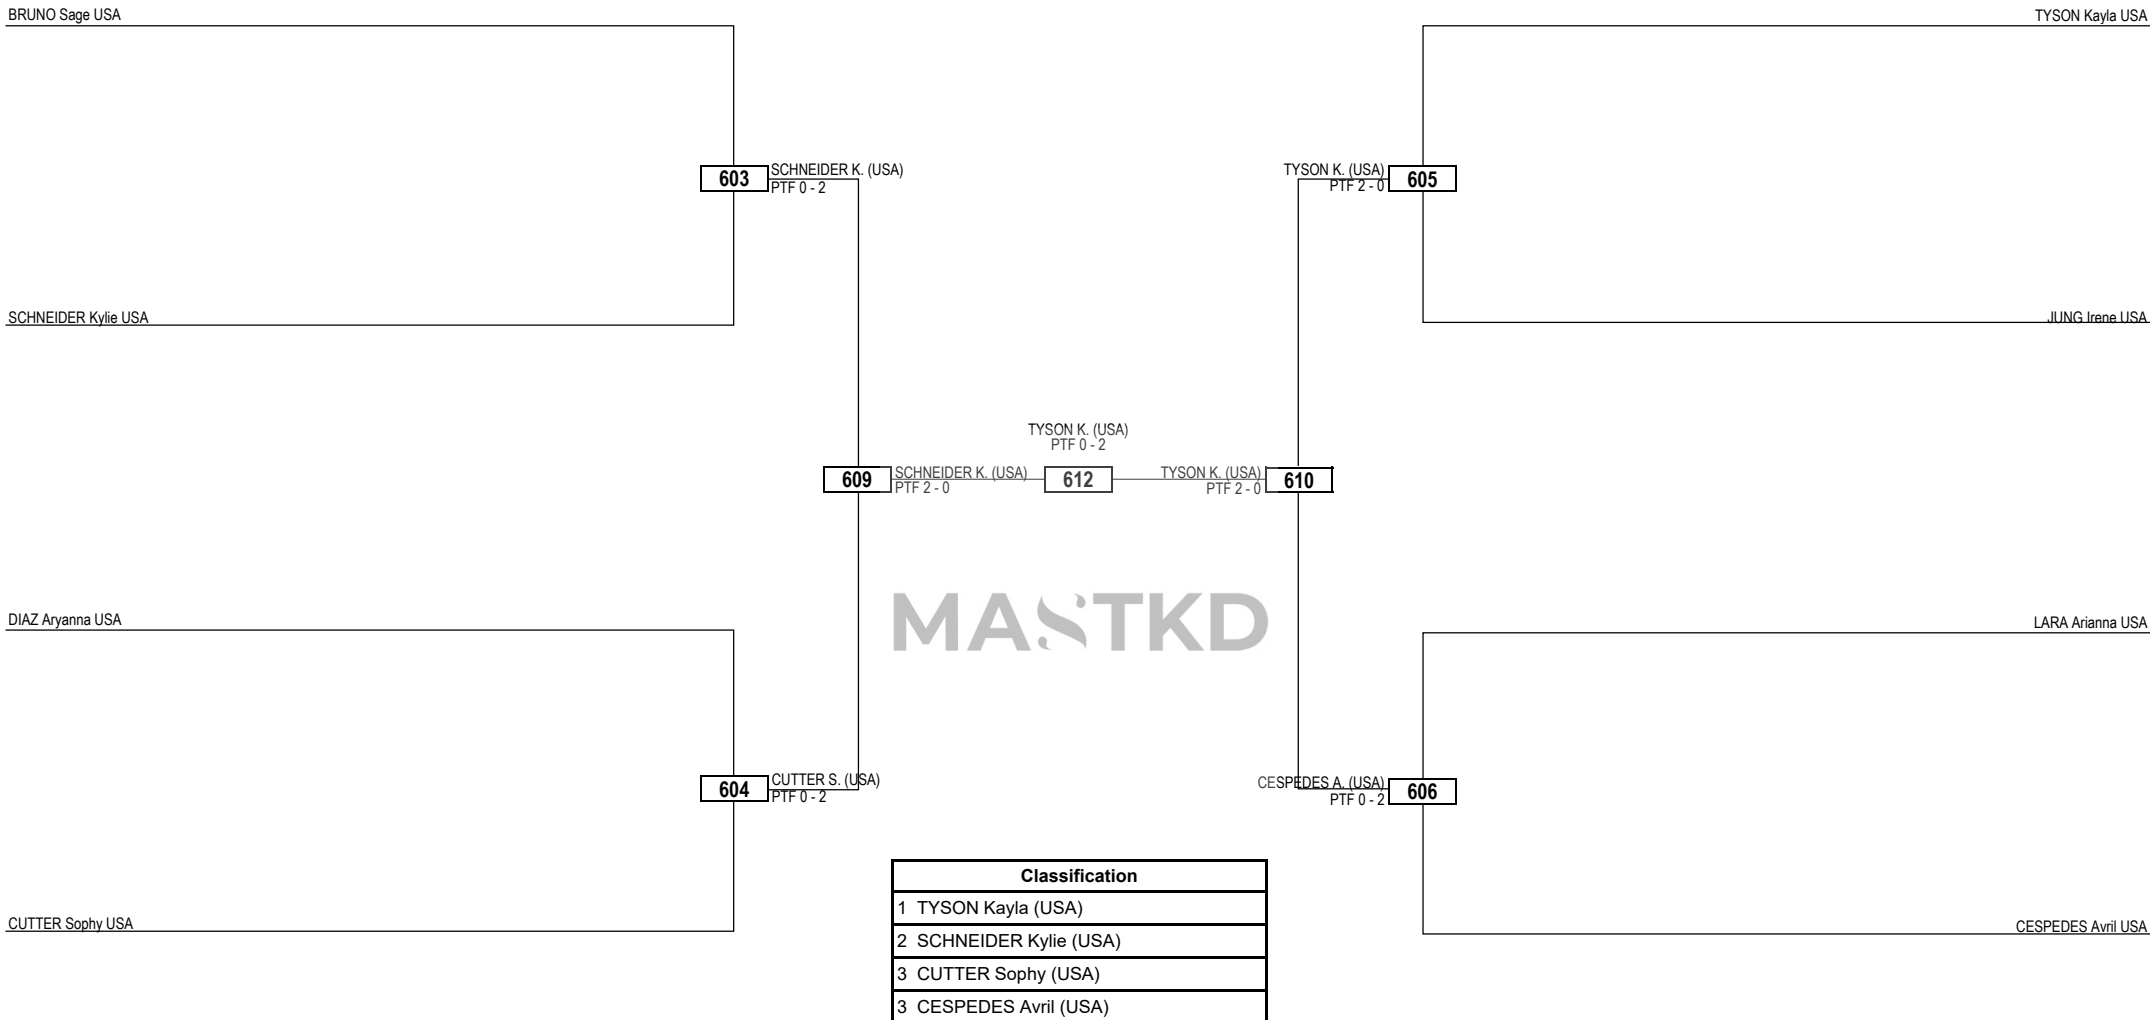 BRUNO Sage USA
TYSON Kayla USA
603
SCHNEIDER K. (USA)
PTF 0 - 2
TYSON K. (USA)
PTF 2 - 0
605
SCHNEIDER Kylie USA
JUNG Irene USA
TYSON K. (USA)
PTF 0 - 2
609
SCHNEIDER K. (USA)
PTF 2 - 0
612
TYSON K. (USA)
PTF 2 - 0
610
MASTKD
DIAZ Aryanna USA
LARA Arianna USA
604
CUTTER S. (USA)
PTF 0 - 2
CESPEDES A. (USA)
PTF 0 - 2
606
CUTTER Sophy USA
CESPEDES Avril USA
Classification
1 TYSON Kayla (USA)
2 SCHNEIDER Kylie (USA)
3 CUTTER Sophy (USA)
3 CESPEDES Avril (USA)